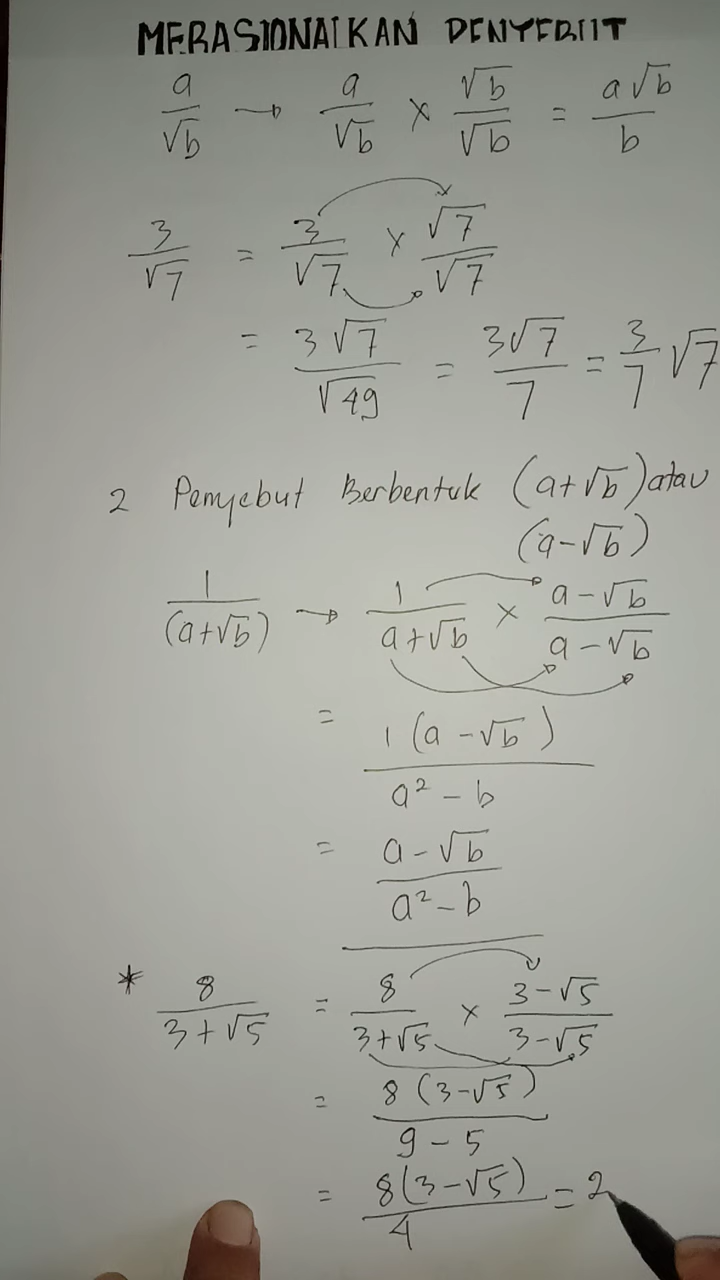 MERASIONALKAN PENYEBUT
a/√b → a/√b × √b/√b = a√b/b
3/√7 = 3/√7 × √7/√7
= 3√7/√49 = 3√7/7 = 3/7 √7
2 Penyebut Berbentuk (a+√b) atau
(a-√b)
1/(a+√b) → 1/a+√b × a-√b/a-√b
= 1(a-√b)/a²-b
= a-√b/a²-b
* 8/3+√5 = 8/3+√5 × 3-√5/3-√5
= 8(3-√5)/9-5
= 8(3-√5)/4 = 2